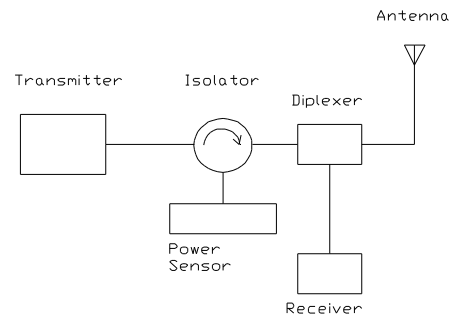 Antenna
Transmitter
Isolator
Diplexer
Power
Sensor
Receiver